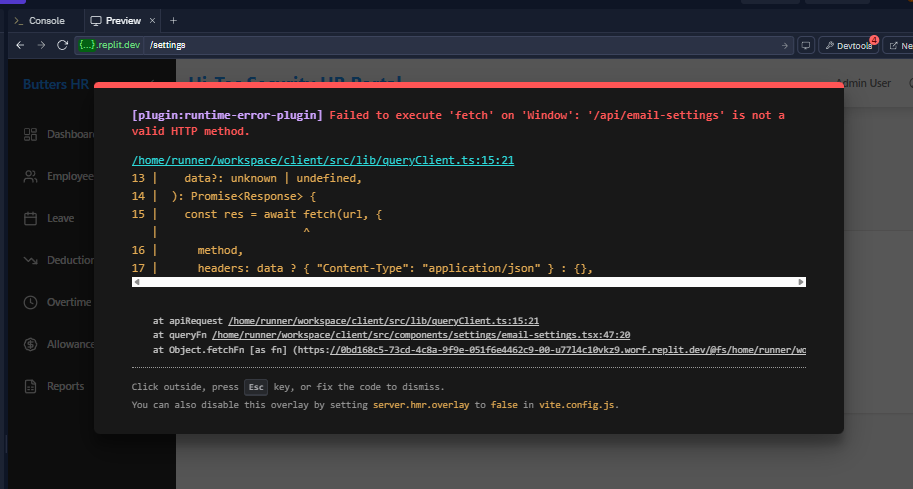 Console
Preview
{...}.replit.dev /settings
Devtools
4
Ne
Butters HR
Hi-Tec Security HR Portal
Admin User
Dashboar
Employee
Leave
Deduction
Overtime
Allowance
Reports
[plugin:runtime-error-plugin] Failed to execute 'fetch' on 'Window': '/api/email-settings' is not a
valid HTTP method.
/home/runner/workspace/client/src/lib/queryClient.ts:15:21
13 | data?: unknown | undefined,
14 | ): Promise<Response> {
15 | const res = await fetch(url, {
| ^
16 | method,
17 | headers: data ? { "Content-Type": "application/json" } : {},
at apiRequest /home/runner/workspace/client/src/lib/queryClient.ts:15:21
at queryFn /home/runner/workspace/client/src/components/settings/email-settings.tsx:47:20
at Object.fetchFn [as fn] (https://0bd168c5-73cd-4c8a-9f9e-051f6e4462c9-00-u7714c10vkz9.worf.replit.dev/@fs/home/runner/wo
Click outside, press Esc key, or fix the code to dismiss.
You can also disable this overlay by setting server.hmr.overlay to false in vite.config.js.